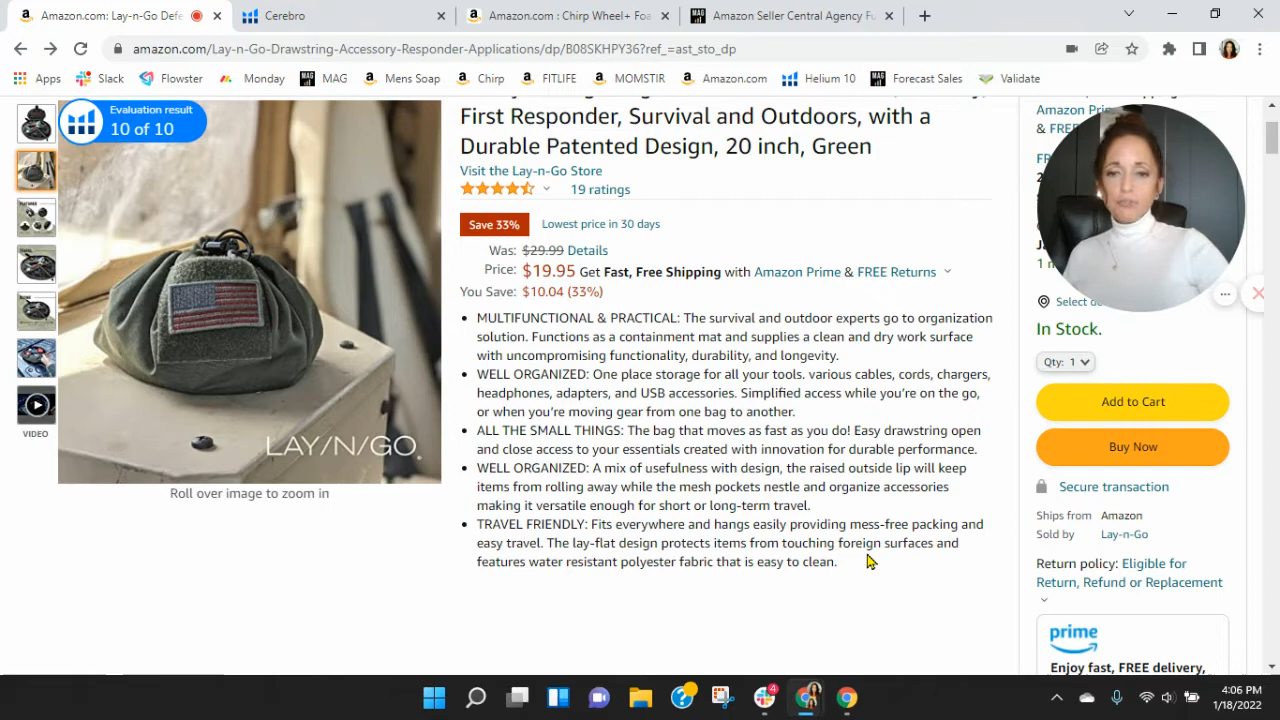 Amazon.com: Lay-n-Go Defe
Cerebro
Amazon.com : Chirp Wheel+ Foa
MAG
Amazon Seller Central Agency Fu
amazon.com/Lay-n-Go-Drawstring-Accessory-Responder-Applications/dp/B08SKHPY36?ref_=ast_sto_dp
Apps Slack Flowster Monday MAG MAG Mens Soap Chirp FITLIFE MOMSTIR Amazon.com Helium 10 MAG Forecast Sales Validate
Evaluation result
10 of 10
First Responder, Survival and Outdoors, with a
Durable Patented Design, 20 inch, Green
Visit the Lay-n-Go Store
19 ratings
Save 33% Lowest price in 30 days
Was: $29.99 Details
Price: $19.95 Get Fast, Free Shipping with Amazon Prime & FREE Returns
You Save: $10.04 (33%)
MULTIFUNCTIONAL & PRACTICAL: The survival and outdoor experts go to organization
solution. Functions as a containment mat and supplies a clean and dry work surface
with uncompromising functionality, durability, and longevity.
WELL ORGANIZED: One place storage for all your tools. various cables, cords, chargers,
headphones, adapters, and USB accessories. Simplified access while you're on the go,
or when you're moving gear from one bag to another.
ALL THE SMALL THINGS: The bag that moves as fast as you do! Easy drawstring open
and close access to your essentials created with innovation for durable performance.
WELL ORGANIZED: A mix of usefulness with design, the raised outside lip will keep
items from rolling away while the mesh pockets nestle and organize accessories
making it versatile enough for short or long-term travel.
TRAVEL FRIENDLY: Fits everywhere and hangs easily providing mess-free packing and
easy travel. The lay-flat design protects items from touching foreign surfaces and
features water resistant polyester fabric that is easy to clean.
VIDEO
LAY/N/GO.
Roll over image to zoom in
Amazon
& FREE
Select de
In Stock.
Qty: 1
Add to Cart
Buy Now
Secure transaction
Ships from Amazon
Sold by Lay-n-Go
Return policy: Eligible for
Return, Refund or Replacement
prime
Enjoy fast, FREE delivery,
4
4:06 PM
1/18/2022